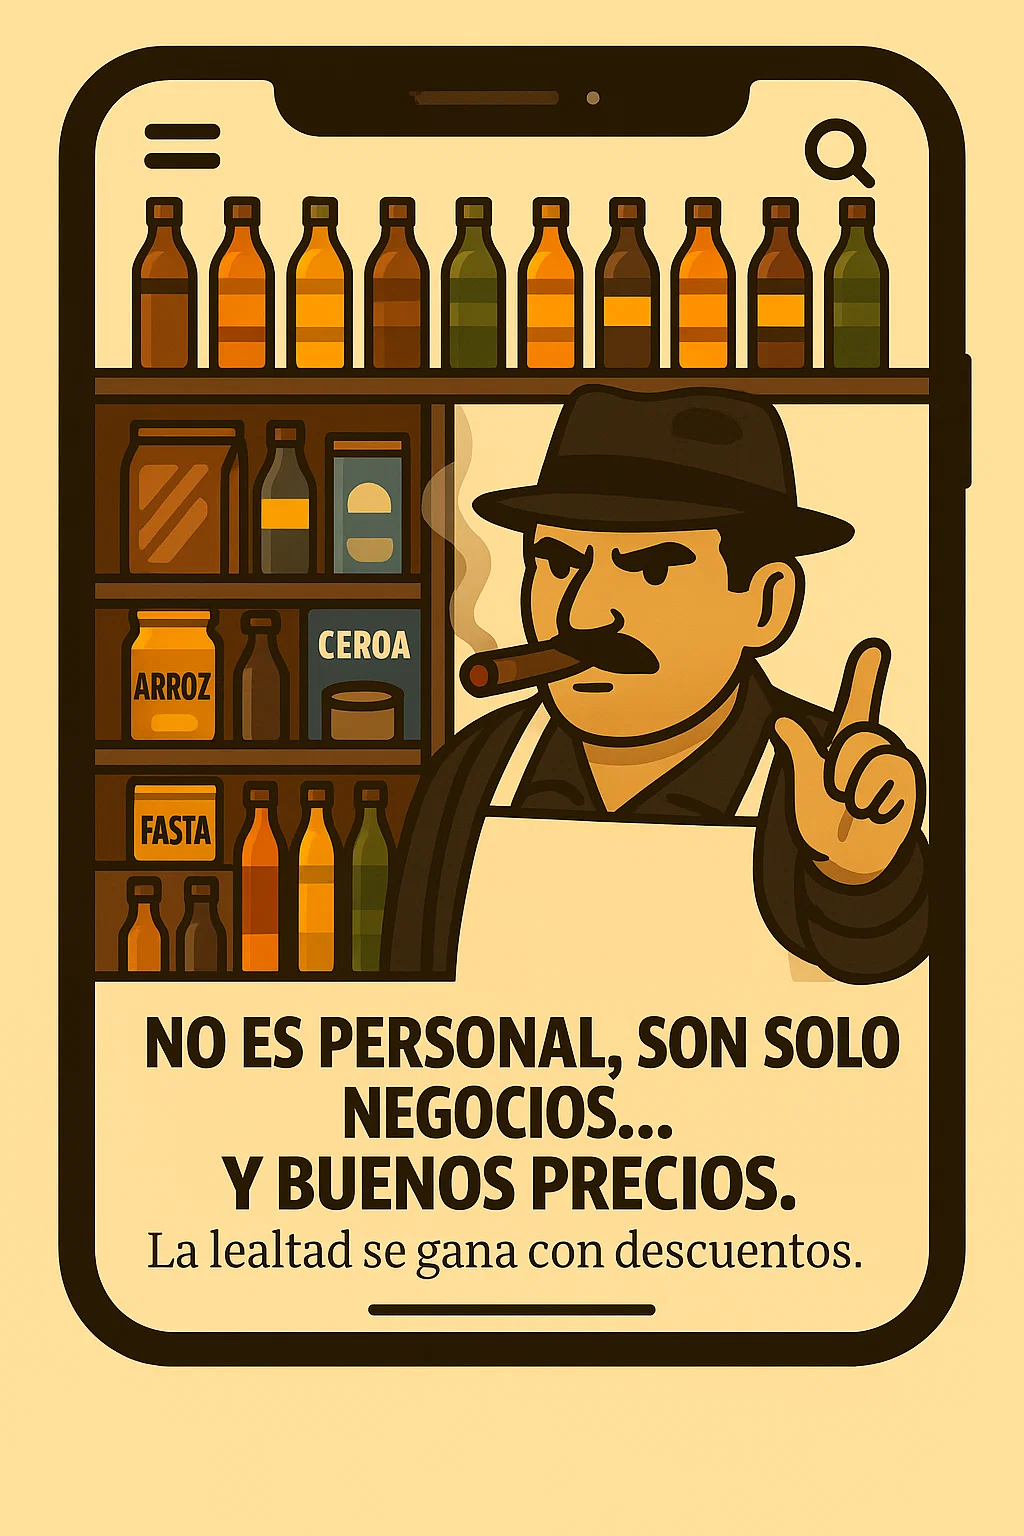 CEROA
ARROZ
FASTA
NO ES PERSONAL, SON SOLO
NEGOCIOS...
Y BUENOS PRECIOS.
La lealtad se gana con descuentos.